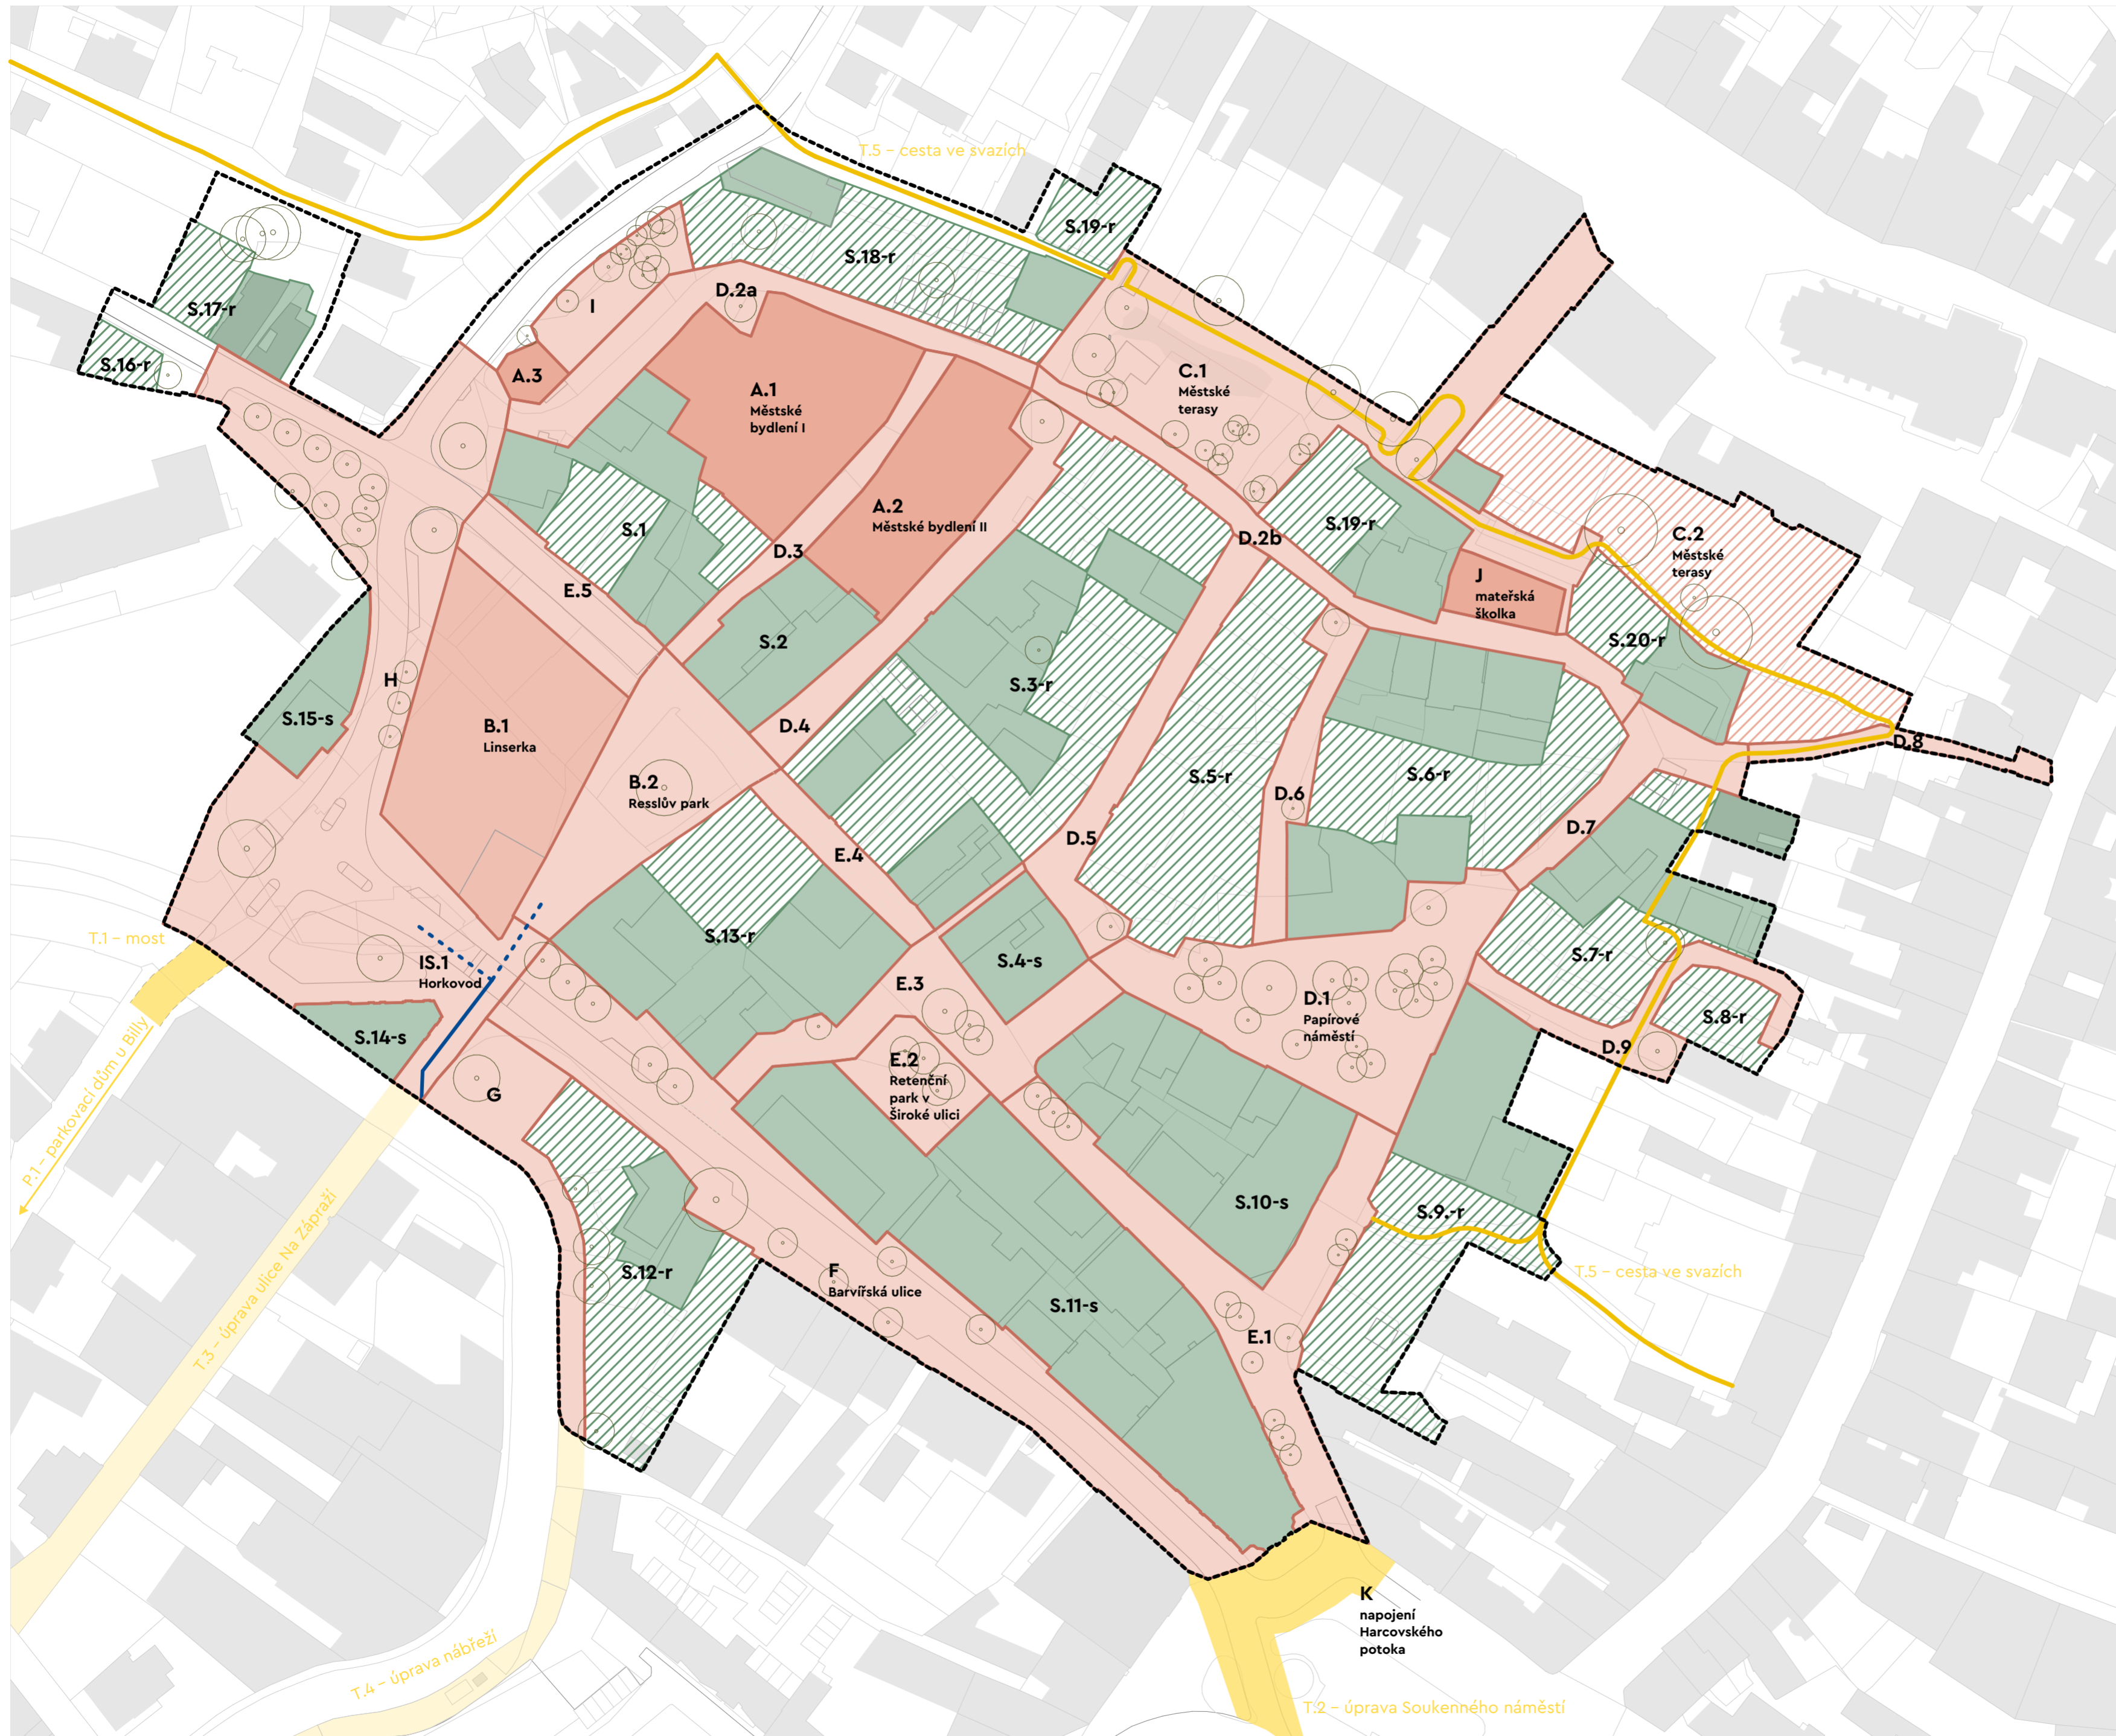 T.5 – cesta ve svazích
S.19-r
S.18-r
D.2a
I
S.17-r
S.16-r
A.3
A.1
Městské
bydlení I
C.1
Městské
terasy
A.2
Městské bydlení II
S.1
D.3
S.19-r
D.2b
C.2
Městské
terasy
J
mateřská
školka
E.5
S.2
S.20-r
H
S.3-r
S.15-s
B.1
Linserka
D.4
D.8
B.2
Resslův park
S.5-r
S.6-r
D.6
D.7
D.5
E.4
T.1 – most
S.13-r
IS.1
Horkovod
S.4-s
S.7-r
E.3
D.1
Papírové
náměstí
S.8-r
S.14-s
D.9
E.2
Retenční
park v
Široké ulici
G
P.1 – parkovací dům u Billy
S.10-s
S.9.-r
T.3 – úprava ulice Na Zápraží
S.12-r
F
Barvířská ulice
T.5 – cesta ve svazích
S.11-s
E.1
K
napojení
Harcovského
potoka
T.4 – úprava nábřeží
T.2 – úprava Soukenného náměstí